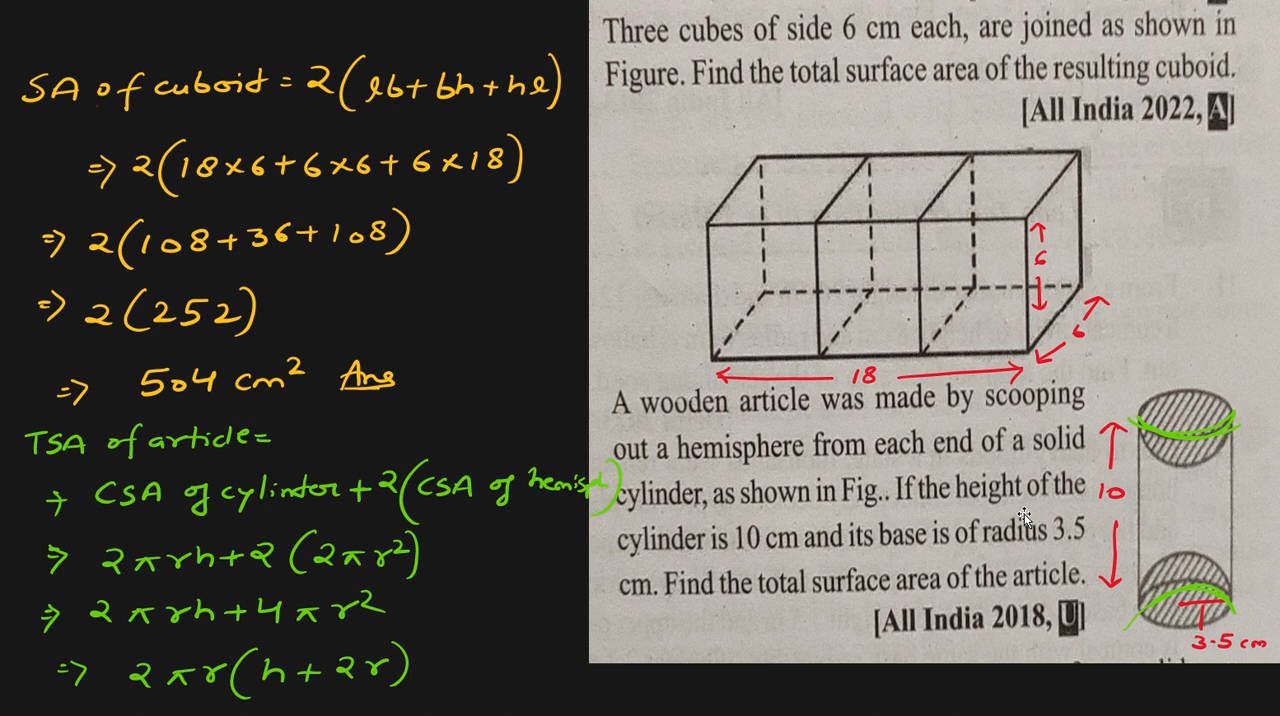 SA of cuboid = 2(lb+bh+hl)
⇒ 2(18×6+6×6+6×18)
⇒ 2(108+36+108)
⇒ 2(252)
⇒ 504 cm² Ans
TSA of article=
→ CSA of cylinder+2(CSA of hemisph)
⇒ 2πrh+2(2πr²)
⇒ 2πrh+4πr²
⇒ 2πr(h+2r)
Three cubes of side 6 cm each, are joined as shown in
Figure. Find the total surface area of the resulting cuboid.
[All India 2022, A]
6
6
18
A wooden article was made by scooping
out a hemisphere from each end of a solid
cylinder, as shown in Fig.. If the height of the
cylinder is 10 cm and its base is of radius 3.5
cm. Find the total surface area of the article.
[All India 2018, U]
10
3.5 cm